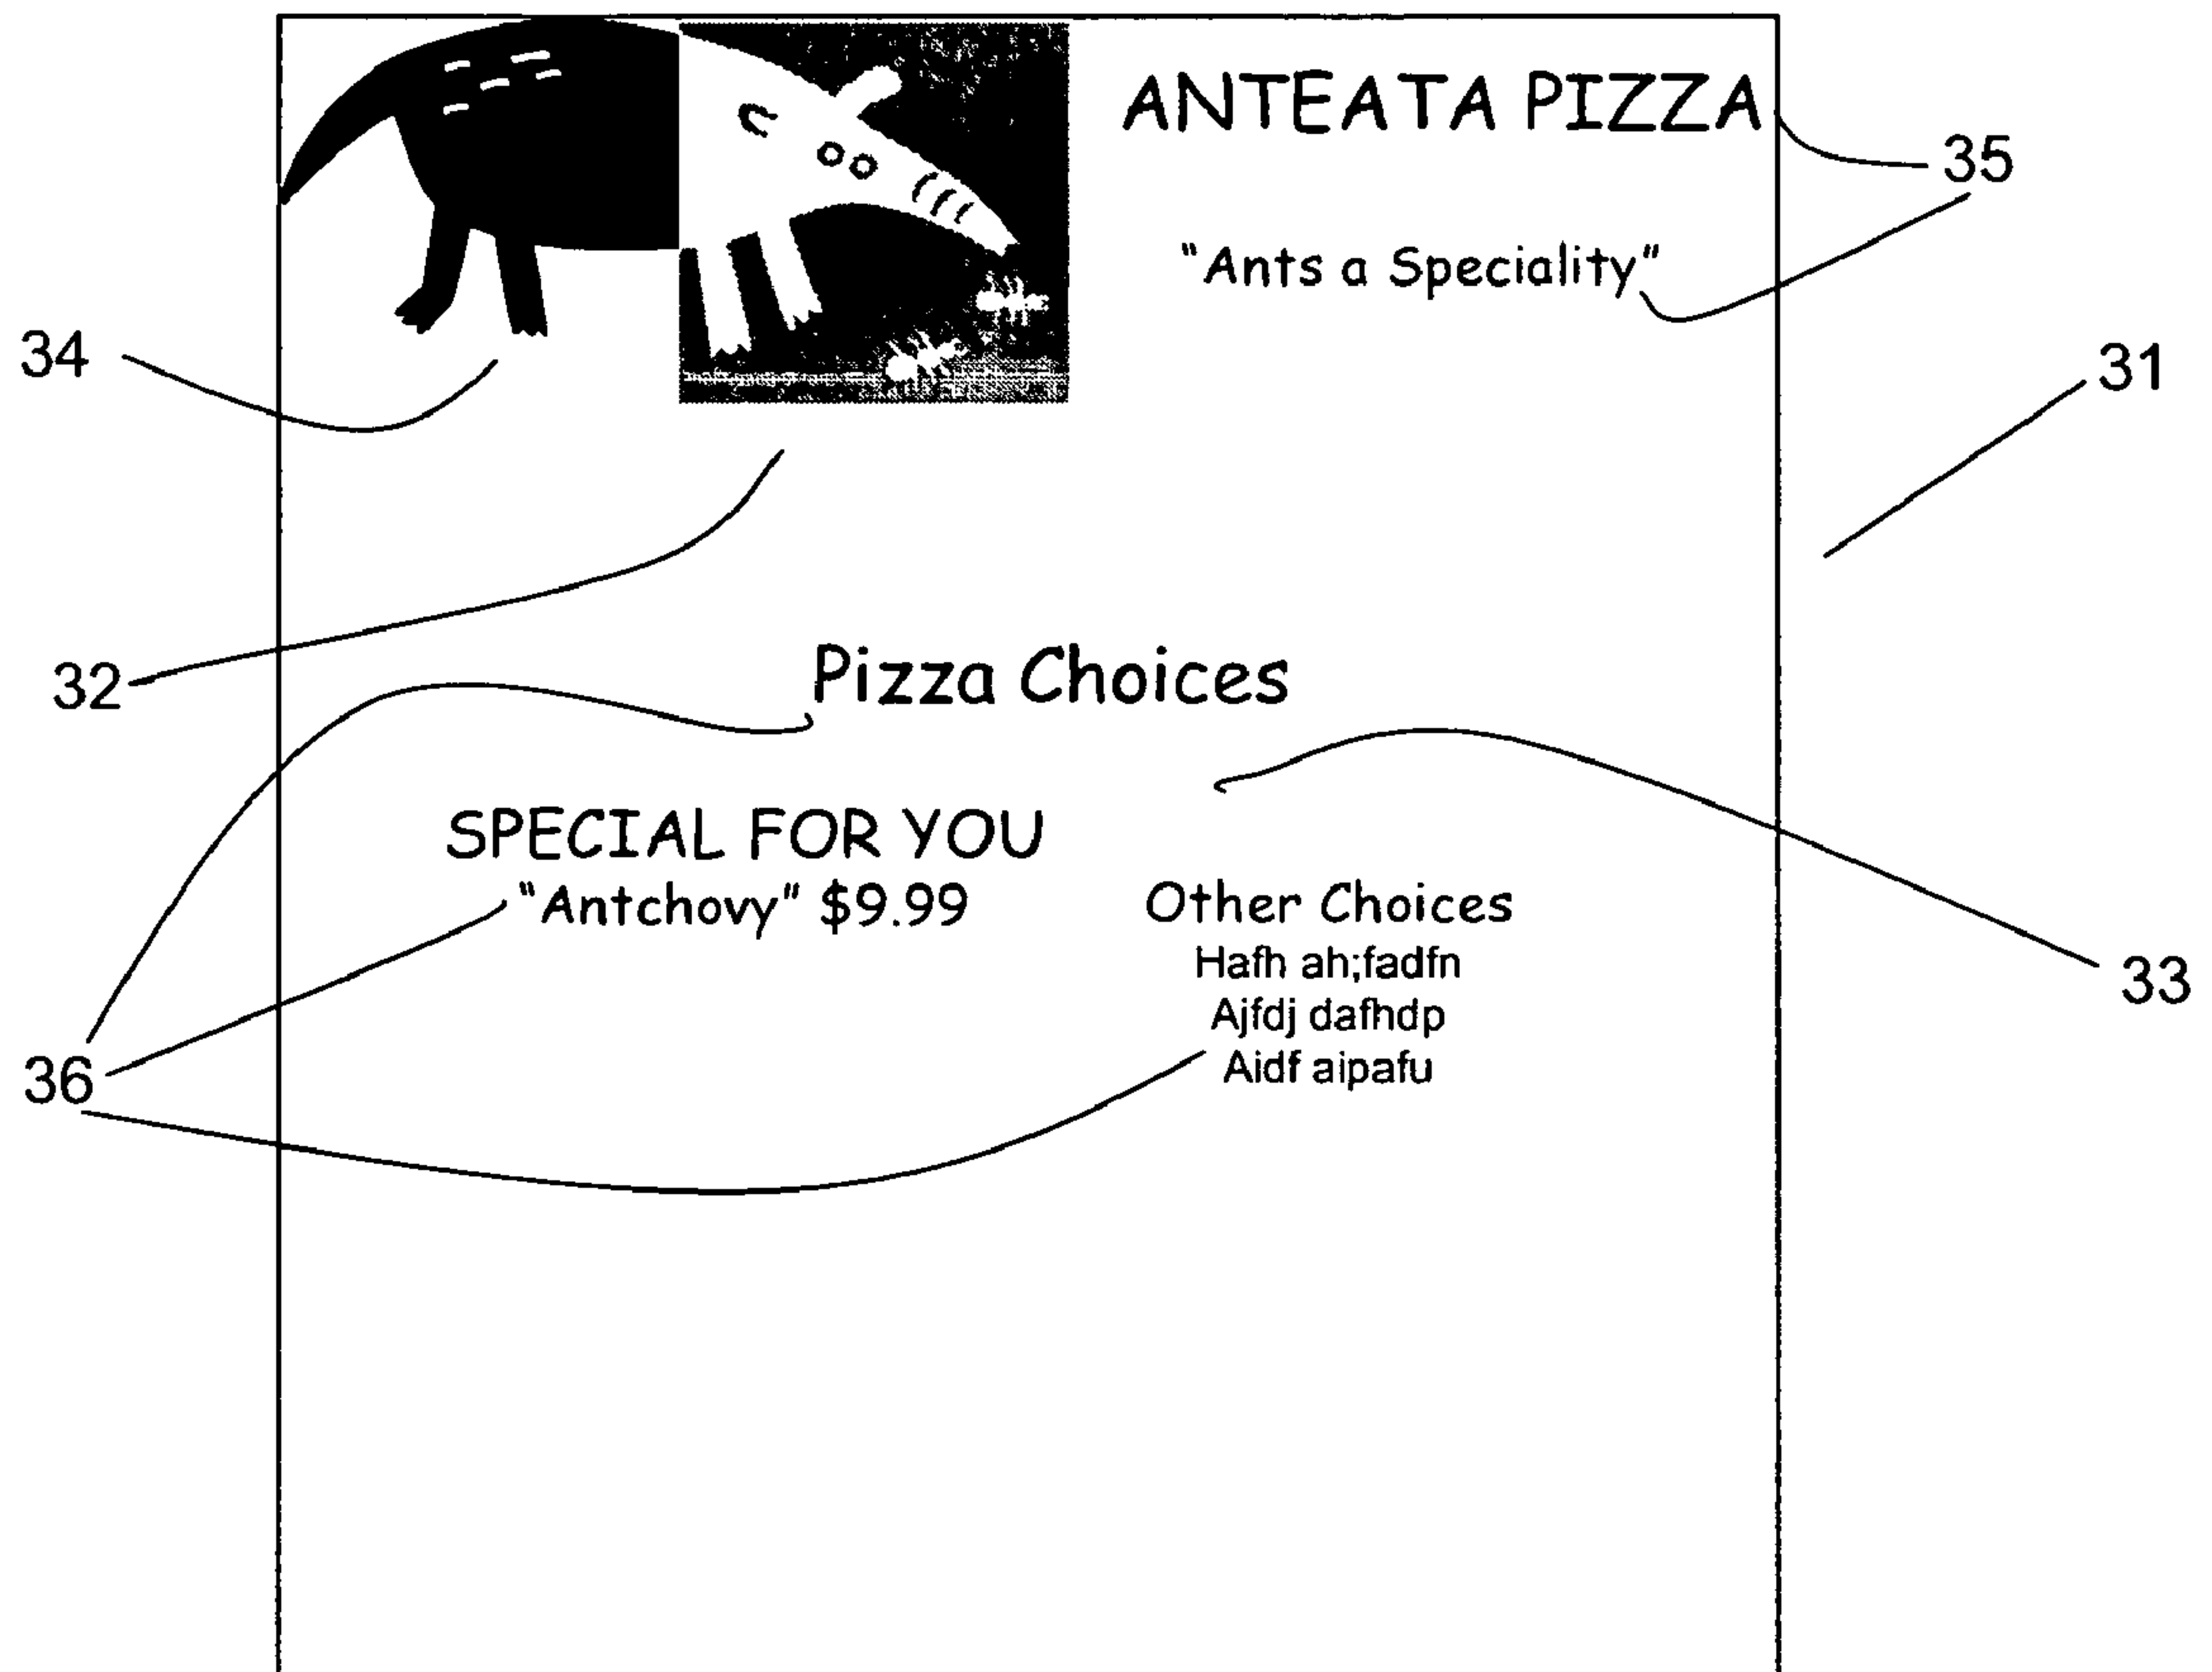 ANTEATA PIZZA
35
“Ants a Speciality”
34
31
32
Pizza Choices
SPECIAL FOR YOU
“Antchovy” $9.99
Other Choices
Hafh ah;fadfn
Ajfdj dafhdp
Aidf aipafu
33
36